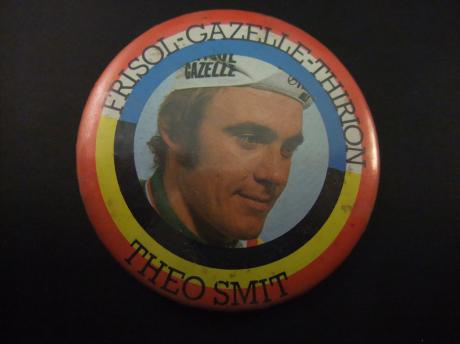 FRISOL-GAZELLE-THIRION
GAZELLE
THEO SMIT